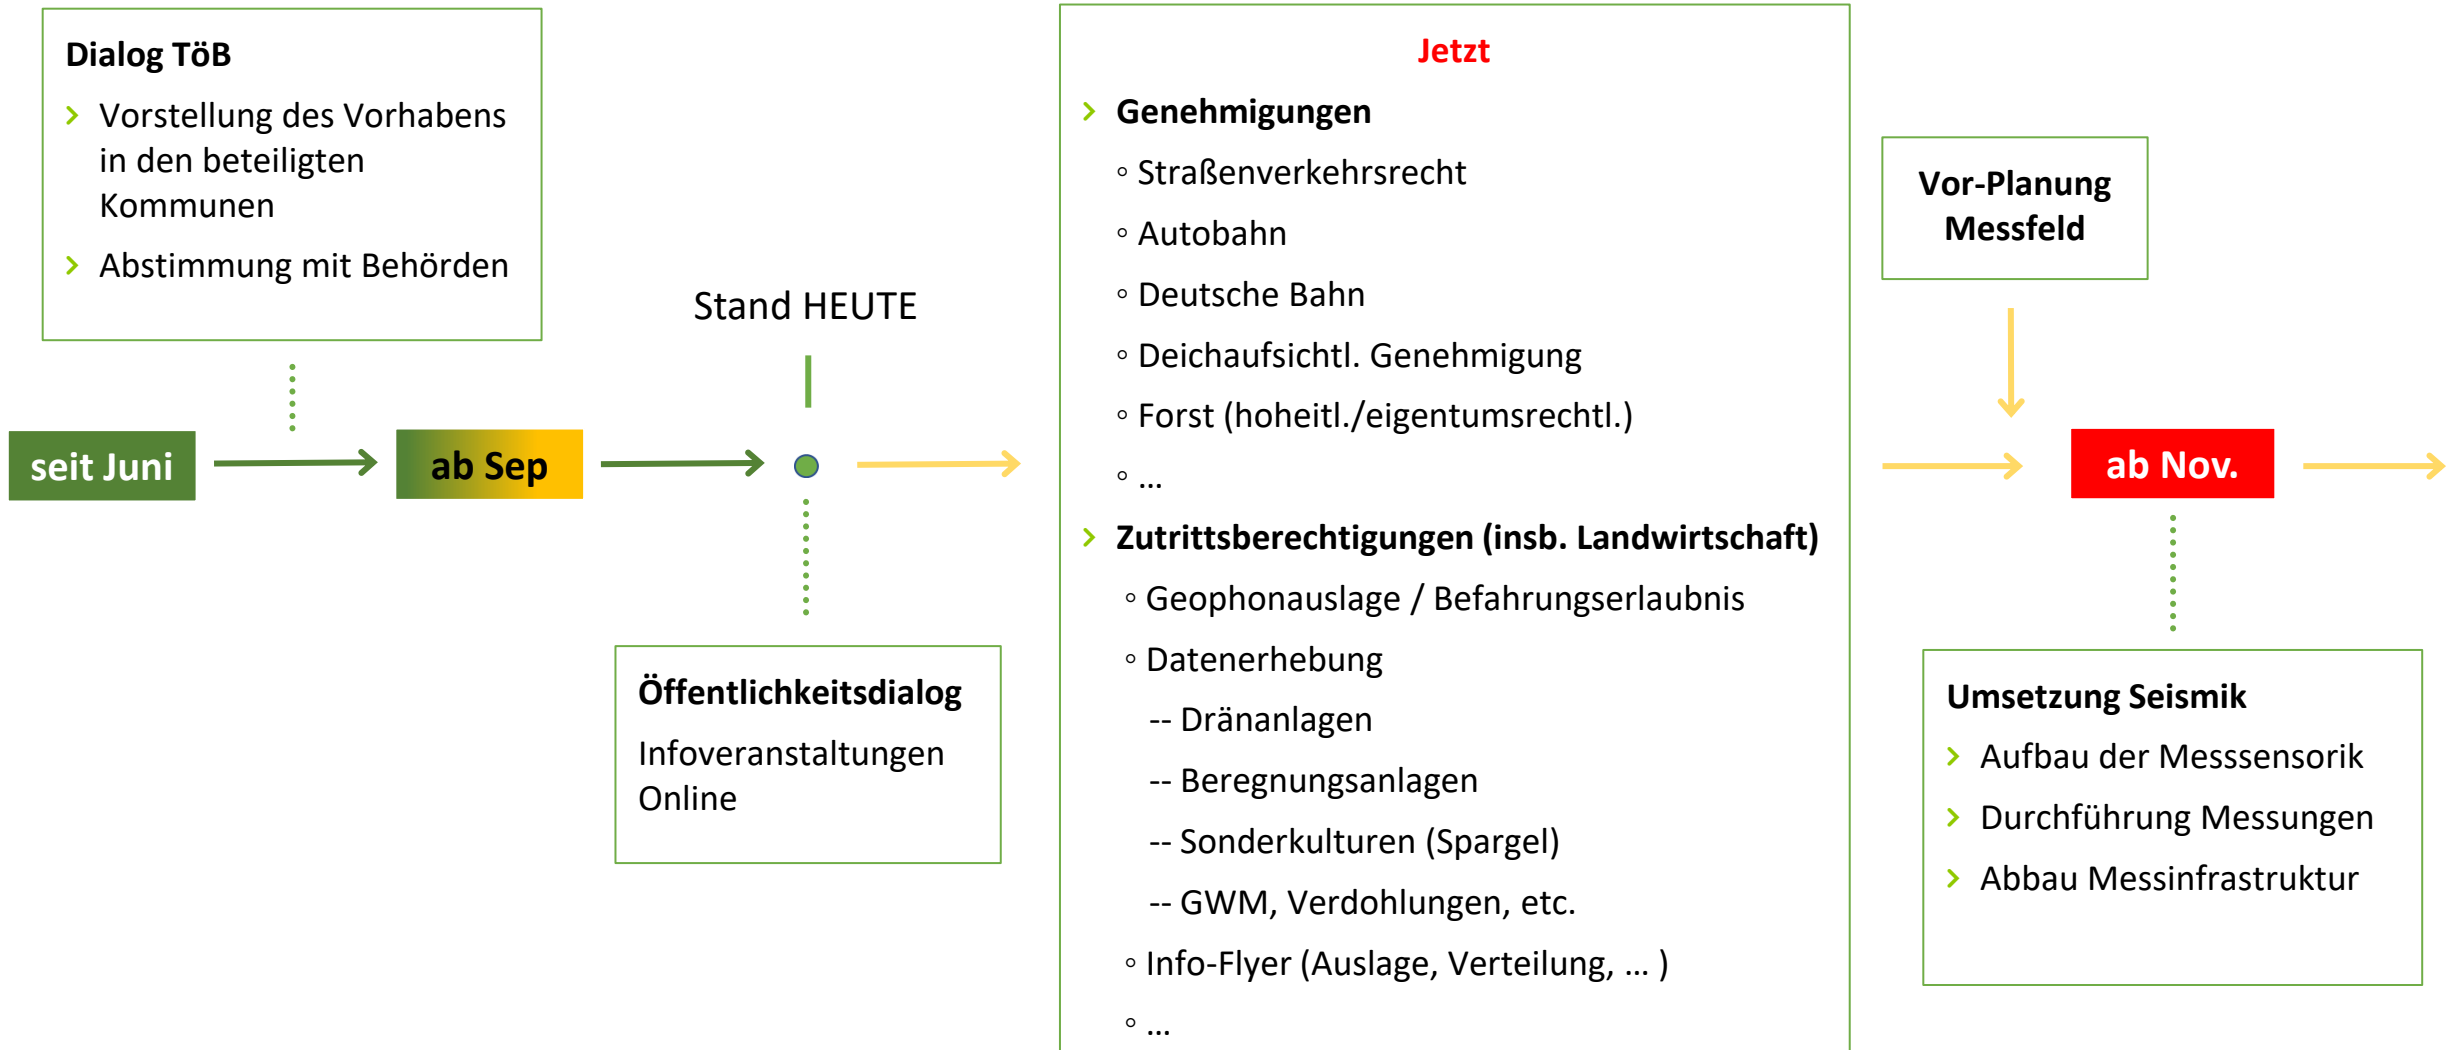 Dialog TöB
> Vorstellung des Vorhabens
in den beteiligten
Kommunen
> Abstimmung mit Behörden
seit Juni
ab Sep
Stand HEUTE
Öffentlichkeitsdialog
Infoveranstaltungen
Online
Jetzt
> Genehmigungen
◦ Straßenverkehrsrecht
◦ Autobahn
◦ Deutsche Bahn
◦ Deichaufsichtl. Genehmigung
◦ Forst (hoheitl./eigentumsrechtl.)
◦ …
> Zutrittsberechtigungen (insb. Landwirtschaft)
◦ Geophonauslage / Befahrungserlaubnis
◦ Datenerhebung
-- Dränanlagen
-- Beregnungsanlagen
-- Sonderkulturen (Spargel)
-- GWM, Verdohlungen, etc.
◦ Info-Flyer (Auslage, Verteilung, … )
◦ …
Vor-Planung
Messfeld
ab Nov.
Umsetzung Seismik
> Aufbau der Messsensorik
> Durchführung Messungen
> Abbau Messinfrastruktur